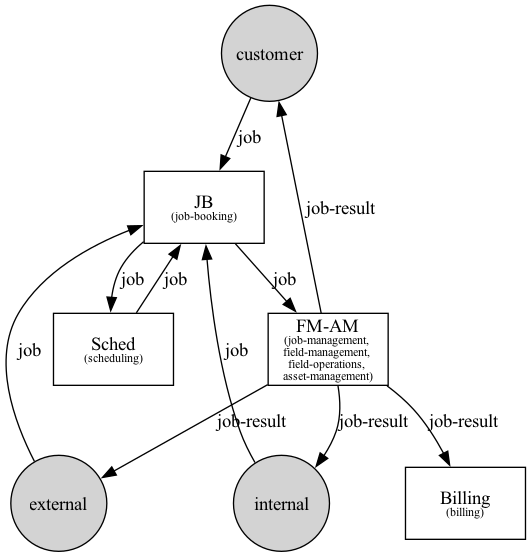 customer
job
JB
(job-booking)
job-result
job
job
job
Sched
(scheduling)
FM-AM
(job-management,
field-management,
field-operations,
asset-management)
job
job
job-result
job-result
job-result
external
internal
Billing
(billing)